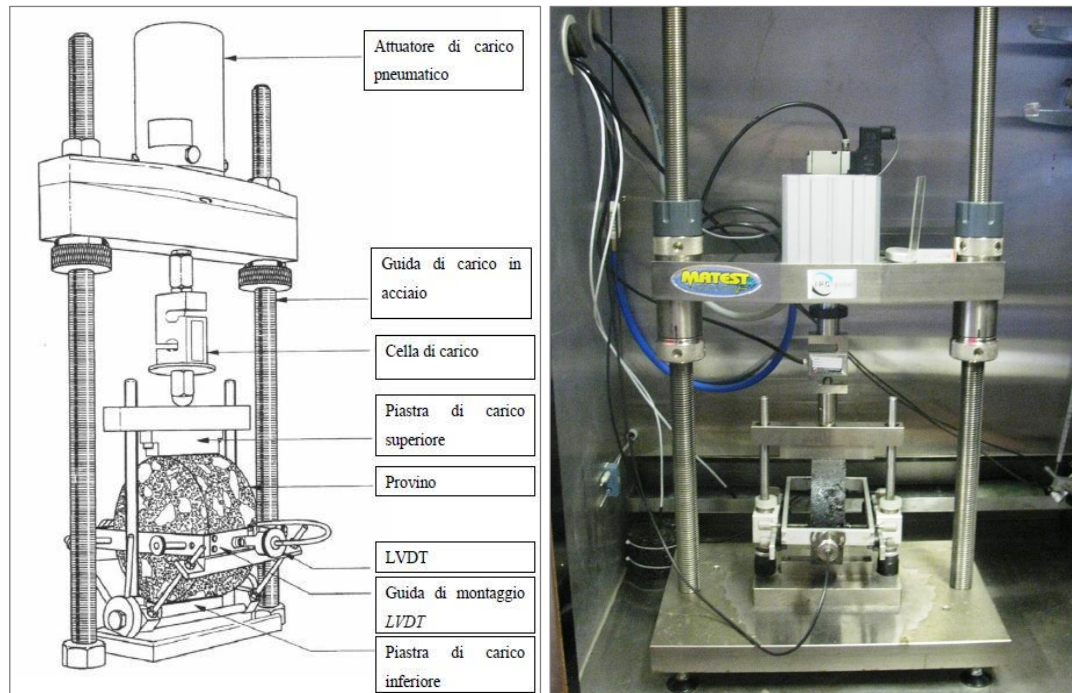 Attuatore di carico
pneumatico
Guida di carico in
acciaio
Cella di carico
Piastra di carico
superiore
Provino
LVDT
Guida di montaggio
LVDT
Piastra di carico
inferiore
MATEST